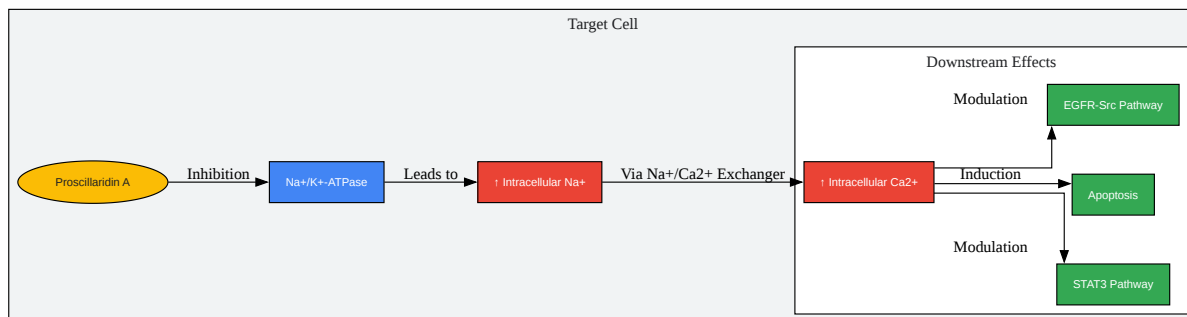 Target Cell
Downstream Effects
Proscillaridin A
Inhibition
Na+/K+-ATPase
Leads to
↑ Intracellular Na+
Via Na+/Ca2+ Exchanger
↑ Intracellular Ca2+
Modulation
EGFR-Src Pathway
Induction
Apoptosis
Modulation
STAT3 Pathway